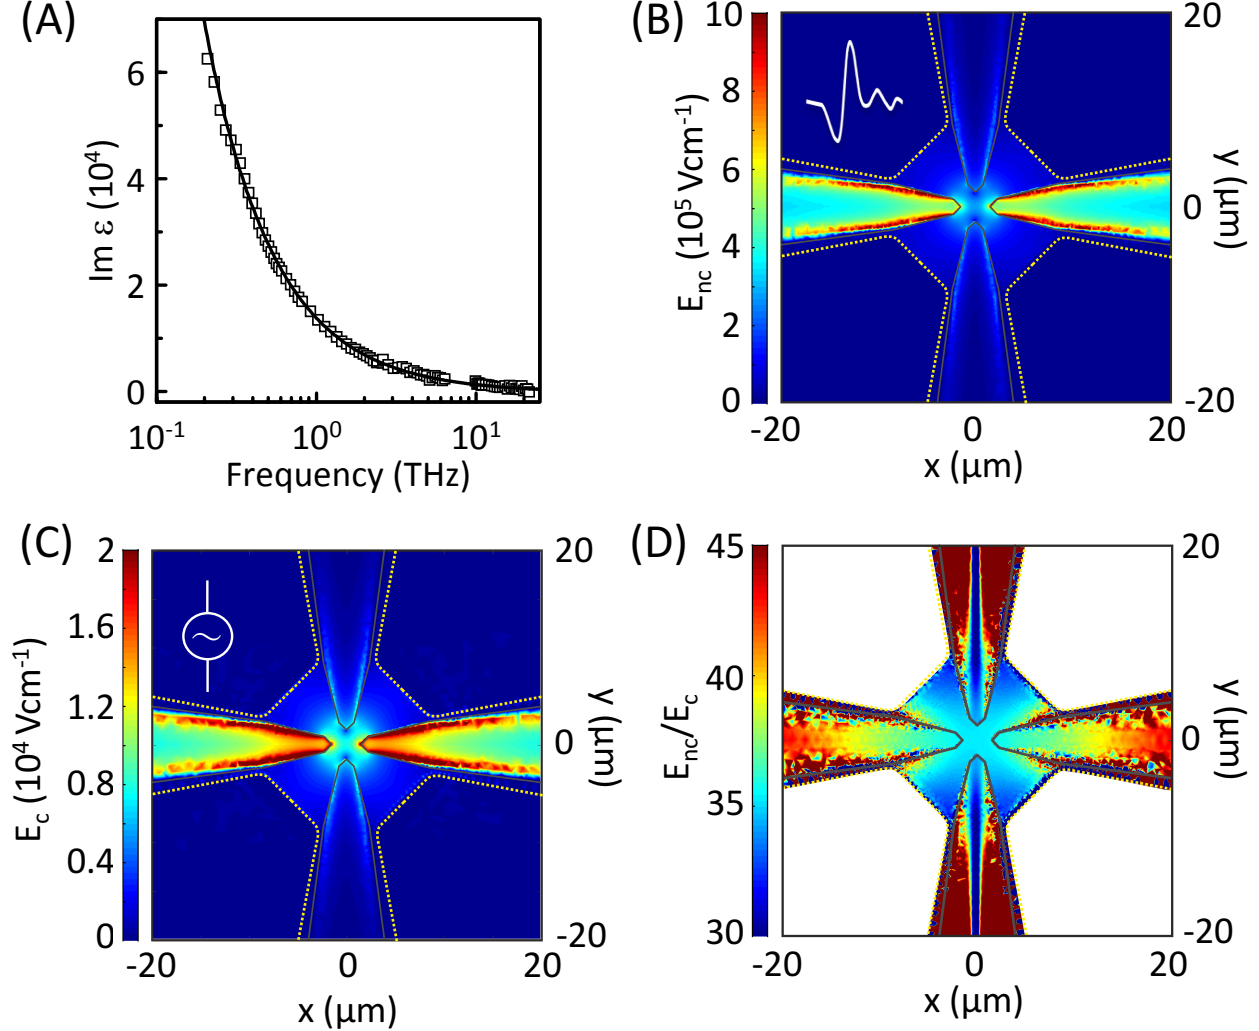 (A)
Im ε (10⁴)
6
4
2
0
10⁻¹
10⁰
10¹
Frequency (THz)
(B)
Eₙc (10⁵ Vcm⁻¹)
10
8
6
4
2
0
-20
0
20
x (µm)
20
0
-20
y (µm)
(C)
E_c (10⁴ Vcm⁻¹)
2
1.6
1.2
0.8
0.4
0
-20
0
20
x (µm)
20
0
-20
y (µm)
(D)
E_nc/E_c
45
40
35
30
-20
0
20
x (µm)
20
0
-20
y (µm)